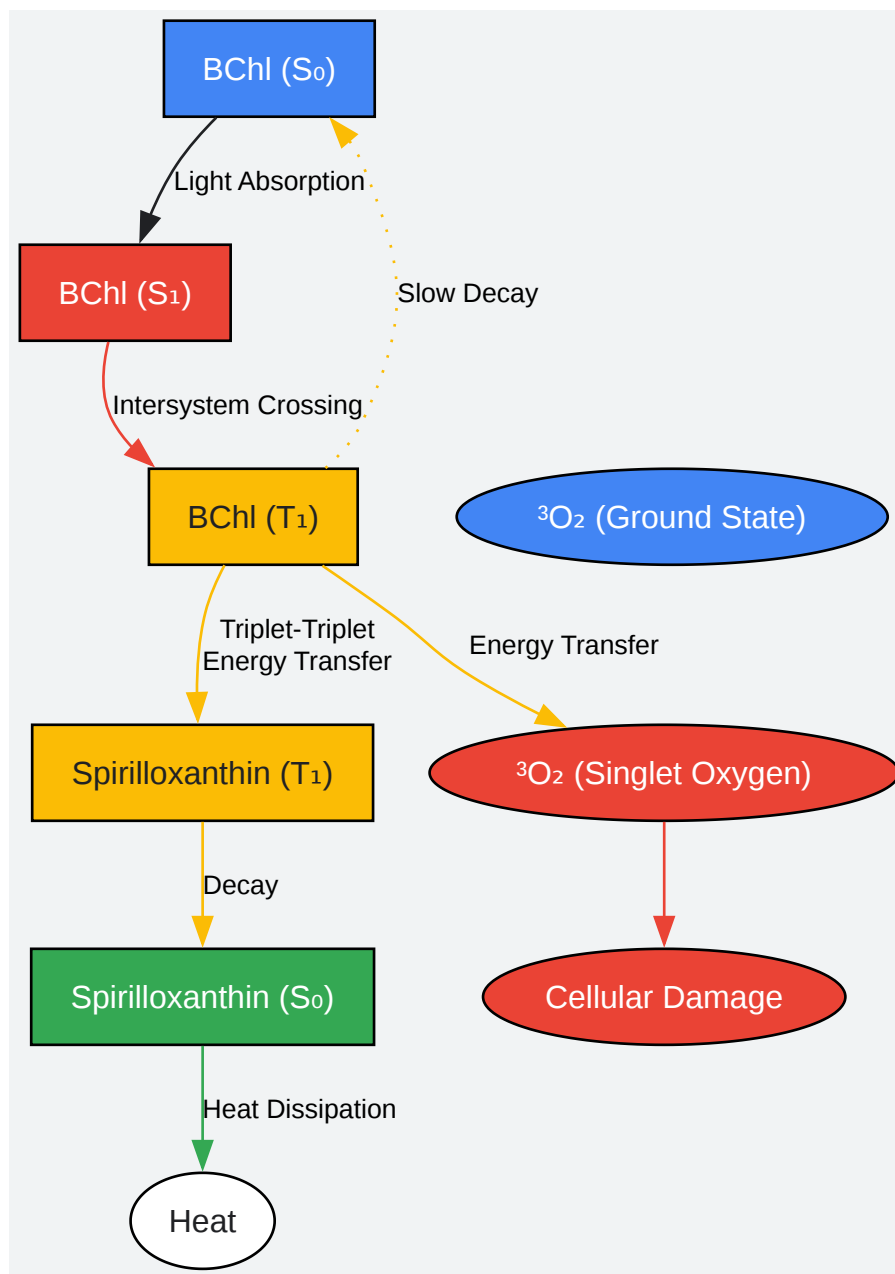 BChl (S₀)
Light Absorption
BChl (S₁)
Slow Decay
Intersystem Crossing
BChl (T₁)
³O₂ (Ground State)
Triplet-Triplet
Energy Transfer
Energy Transfer
Spirilloxanthin (T₁)
³O₂ (Singlet Oxygen)
Decay
Spirilloxanthin (S₀)
Cellular Damage
Heat Dissipation
Heat